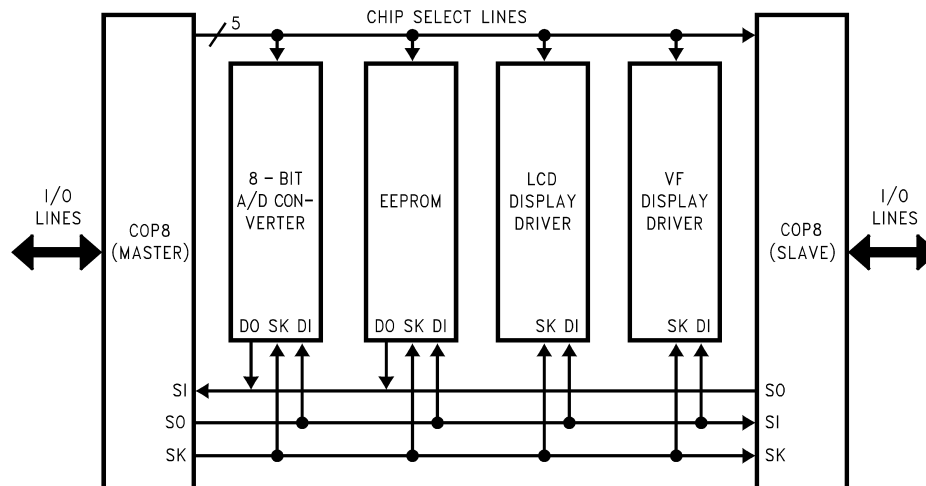 5
CHIP SELECT LINES
I/O
LINES
COP8
(MASTER)
8 – BIT
A/D CON-
VERTER
EEPROM
LCD
DISPLAY
DRIVER
VF
DISPLAY
DRIVER
COP8
(SLAVE)
I/O
LINES
DO SK DI
DO SK DI
SK DI
SK DI
SI
SO
SO
SI
SK
SK